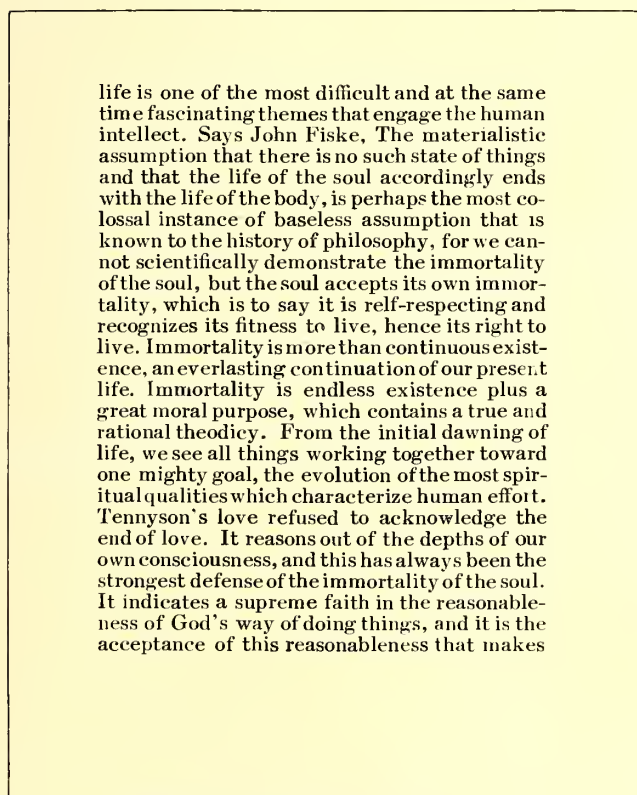 life is one of the most difficult and at the same
time fascinating themes that engage the human
intellect. Says John Fiske, The materialistic
assumption that there is no such state of things
and that the life of the soul accordingly ends
with the life of the body, is perhaps the most co-
lossal instance of baseless assumption that is
known to the history of philosophy, for we can-
not scientifically demonstrate the immortality
of the soul, but the soul accepts its own immor-
tality, which is to say it is relf-respecting and
recognizes its fitness to live, hence its right to
live. Immortality is more than continuous exist-
ence, an everlasting continuation of our present
life. Immortality is endless existence plus a
great moral purpose, which contains a true and
rational theodicy. From the initial dawning of
life, we see all things working together toward
one mighty goal, the evolution of the most spir-
itual qualities which characterize human effort.
Tennyson's love refused to acknowledge the
end of love. It reasons out of the depths of our
own consciousness, and this has always been the
strongest defense of the immortality of the soul.
It indicates a supreme faith in the reasonable-
ness of God's way of doing things, and it is the
acceptance of this reasonableness that makes